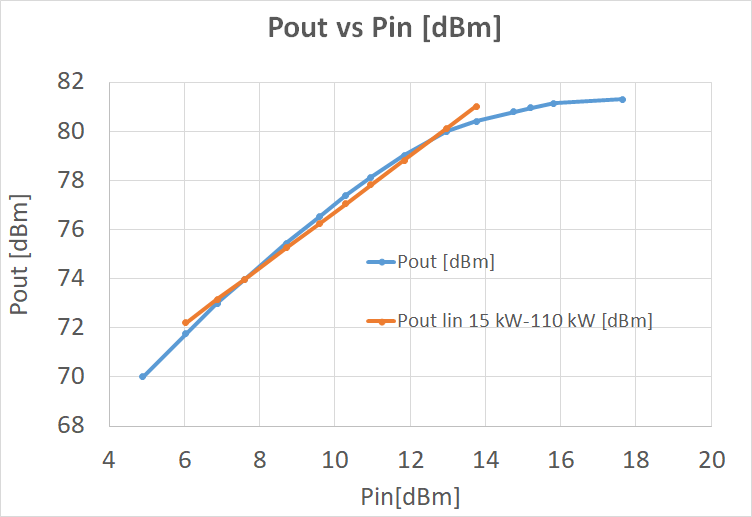 Pout vs Pin [dBm]
82
80
78
76
74
72
70
68
Pout [dBm]
Pout [dBm]
Pout lin 15 kW-110 kW [dBm]
4 6 8 10 12 14 16 18 20
Pin[dBm]